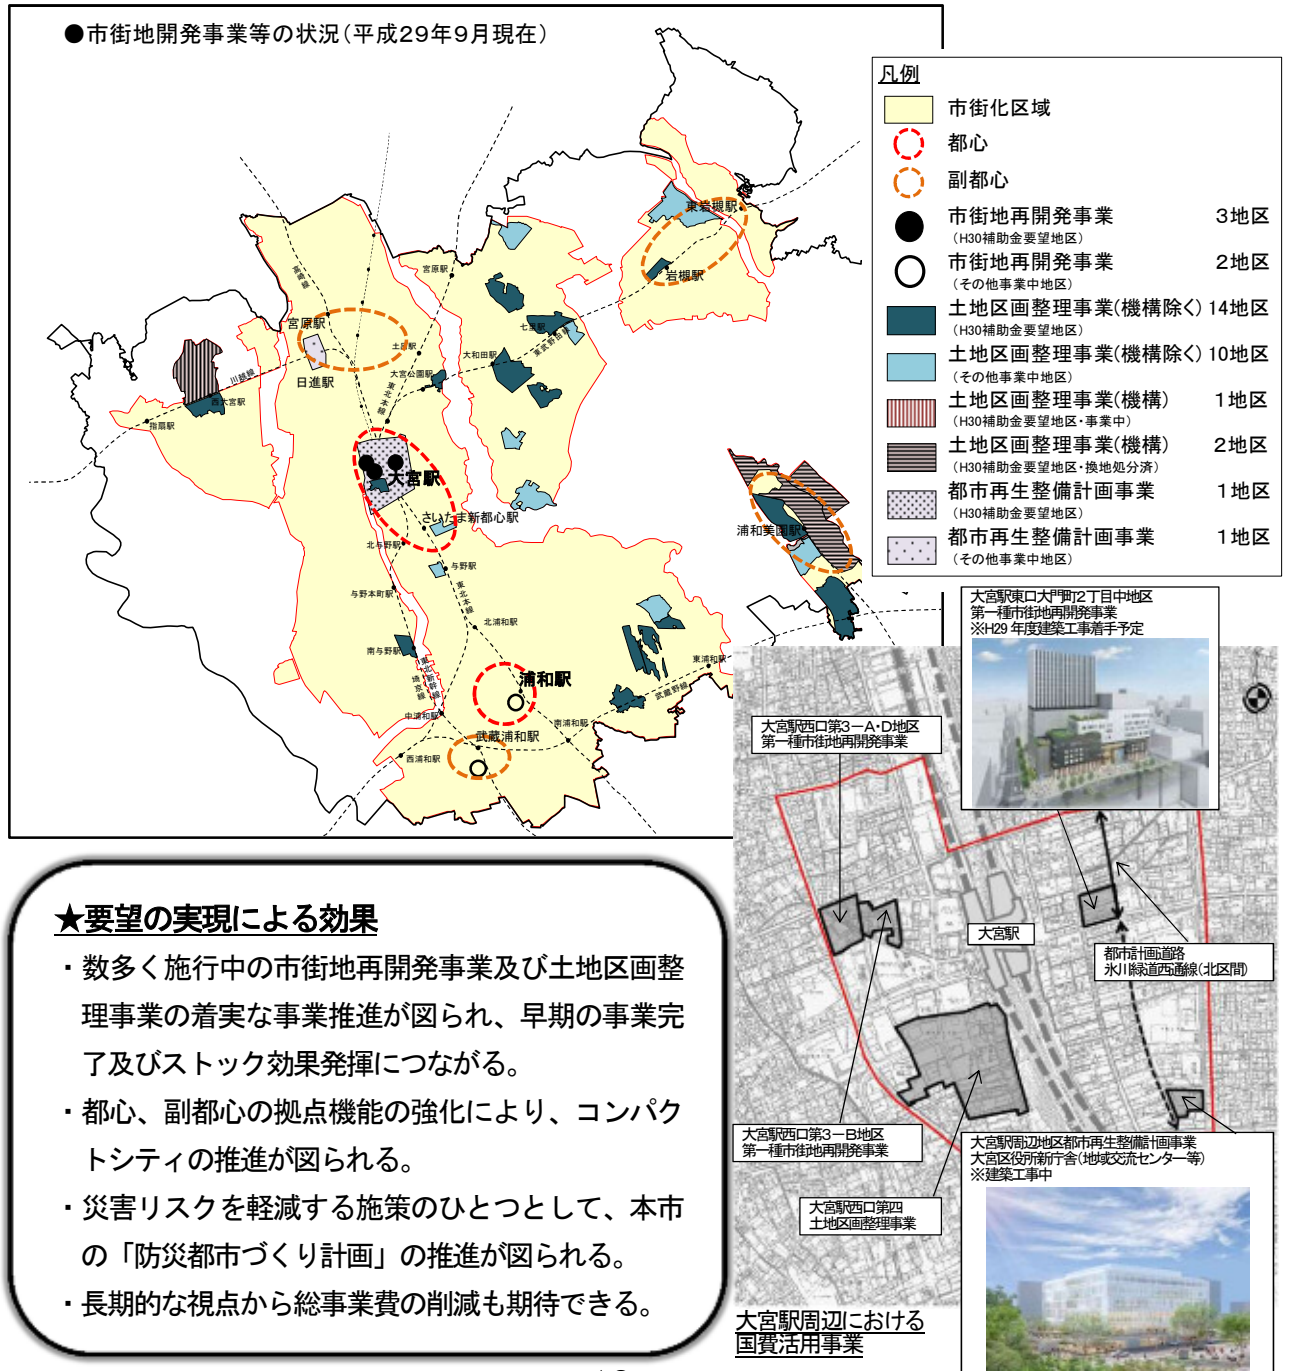 ●市街地開発事業等の状況(平成29年9月現在)
凡例
市街化区域
都心
副都心
市街地再開発事業 3地区
(H30補助金要望地区)
市街地再開発事業 2地区
(その他事業中地区)
土地区画整理事業(機構除く) 14地区
(H30補助金要望地区)
土地区画整理事業(機構除く) 10地区
(その他事業中地区)
土地区画整理事業(機構) 1地区
(H30補助金要望地区・事業中)
土地区画整理事業(機構) 2地区
(H30補助金要望地区・換地処分済)
都市再生整備計画事業 1地区
(H30補助金要望地区)
都市再生整備計画事業 1地区
(その他事業中地区)
東岩槻駅
岩槻駅
宮原駅
高崎線
宮原駅
土呂駅
七里駅
東武野田線
大和田駅
大宮公園駅
東北本線
日進駅
川越線
西大宮駅
指扇駅
大宮駅
さいたま新都心駅
北与野駅
与野駅
与野本町駅
東北本線
北浦和駅
南与野駅
東北新幹線
埼京線
浦和駅
中浦和駅
武蔵浦和駅
西浦和駅
南浦和駅
武蔵野線
東浦和駅
浦和美園駅
大宮駅東口大門町2丁目中地区
第一種市街地再開発事業
※H29年度建築工事着手予定
大宮駅西口第3-A・D地区
第一種市街地再開発事業
大宮駅
都市計画道路
氷川緑道西通線(北区間)
大宮駅西口第3-B地区
第一種市街地再開発事業
大宮駅西口第四
土地区画整理事業
大宮駅周辺地区都市再生整備計画事業
大宮区役所新庁舎(地域交流センター等)
※建築工事中
大宮駅周辺における
国費活用事業
★要望の実現による効果
・数多く施行中の市街地再開発事業及び土地区画整
理事業の着実な事業推進が図られ、早期の事業完
了及びストック効果発揮につながる。
・都心、副都心の拠点機能の強化により、コンパク
トシティの推進が図られる。
・災害リスクを軽減する施策のひとつとして、本市
の「防災都市づくり計画」の推進が図られる。
・長期的な視点から総事業費の削減も期待できる。